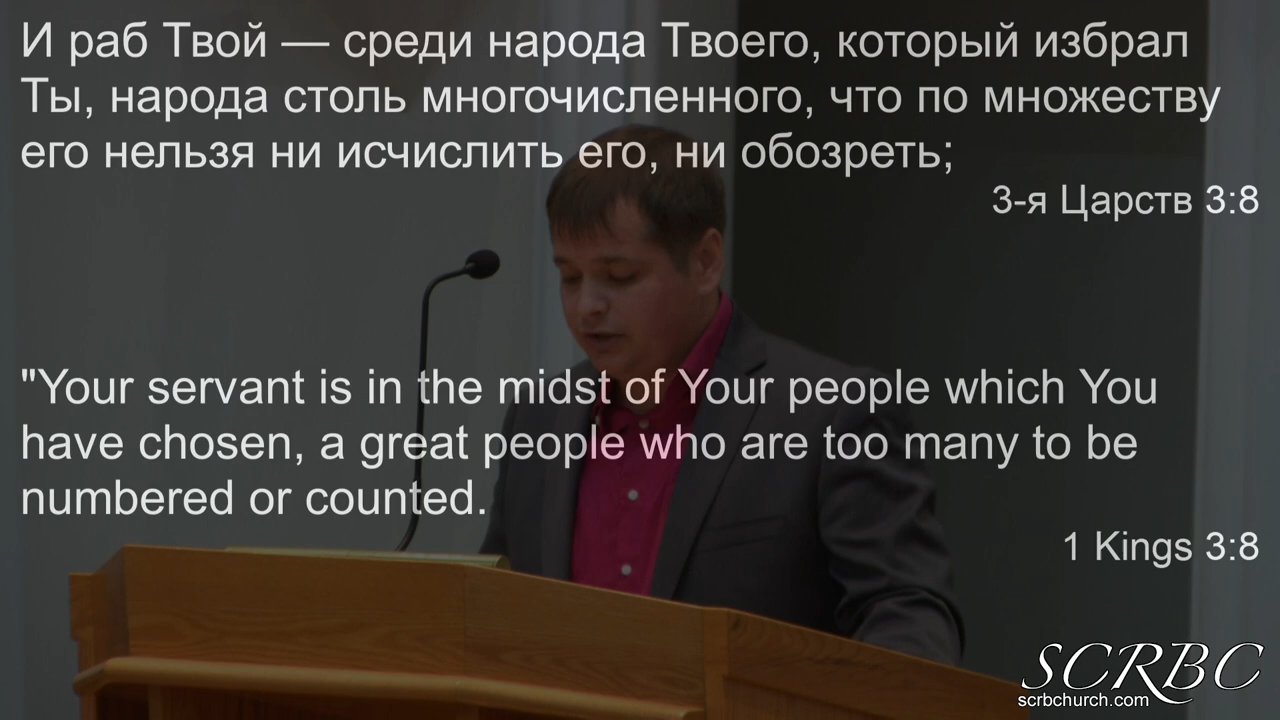 И раб Твой — среди народа Твоего, который избрал
Ты, народа столь многочисленного, что по множеству
его нельзя ни исчислить его, ни обозреть;
3-я Царств 3:8
"Your servant is in the midst of Your people which You
have chosen, a great people who are too many to be
numbered or counted.
1 Kings 3:8
SCRBC
scrbchurch.com